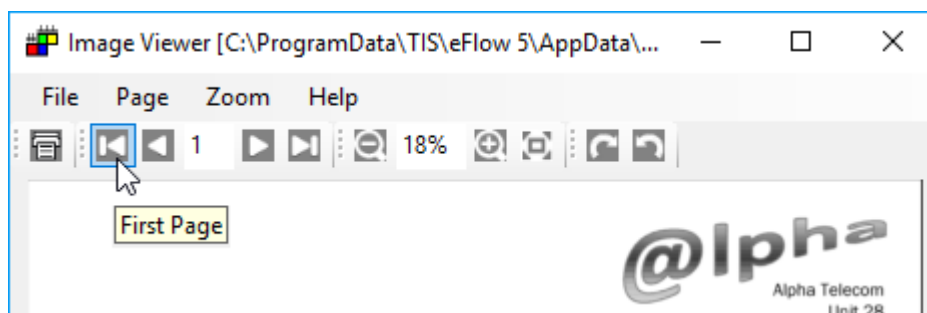 Image Viewer [C:\ProgramData\TIS\eFlow 5\AppData\...
File Page Zoom Help
1 18%
First Page
@lpha
Alpha Telecom
Unit 28